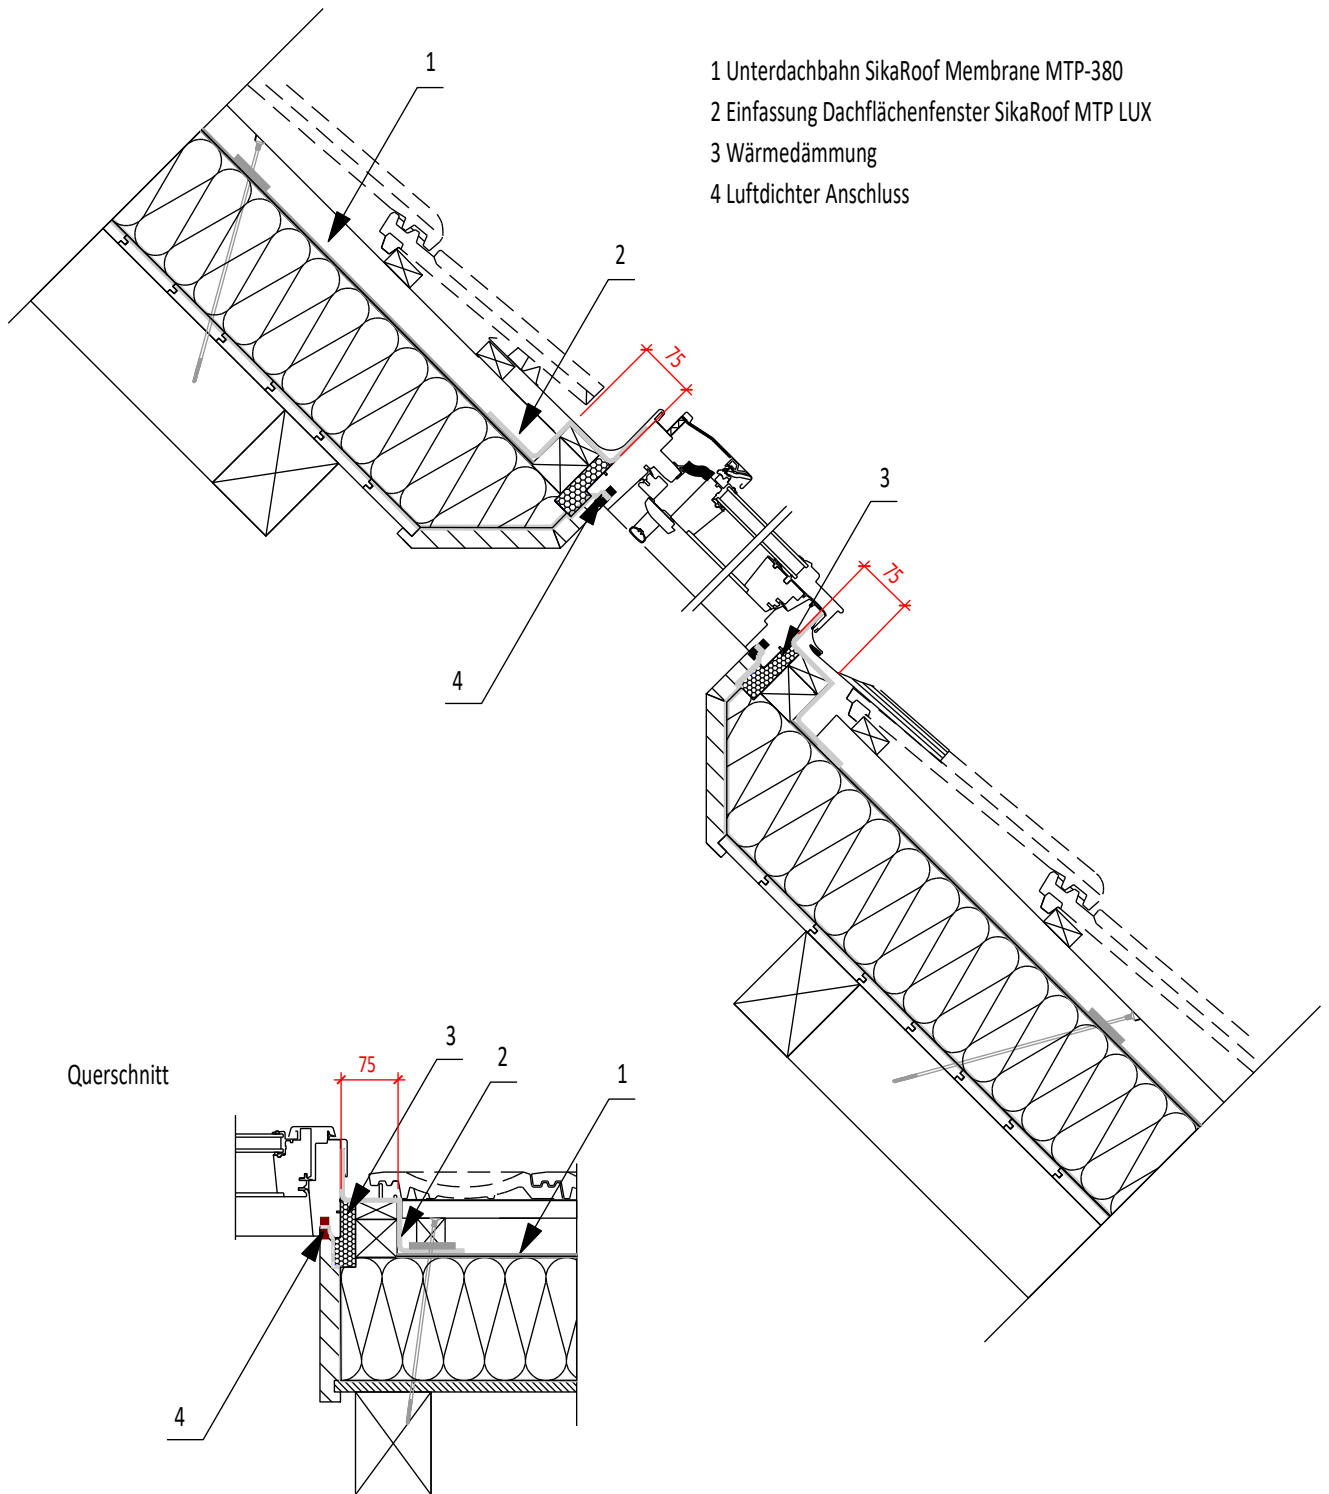 1
1 Unterdachbahn SikaRoof Membrane MTP-380
2 Einfassung Dachflächenfenster SikaRoof MTP LUX
3 Wärmedämmung
4 Luftdichter Anschluss
2
75
3
75
4
Querschnitt
3
75
2
1
4